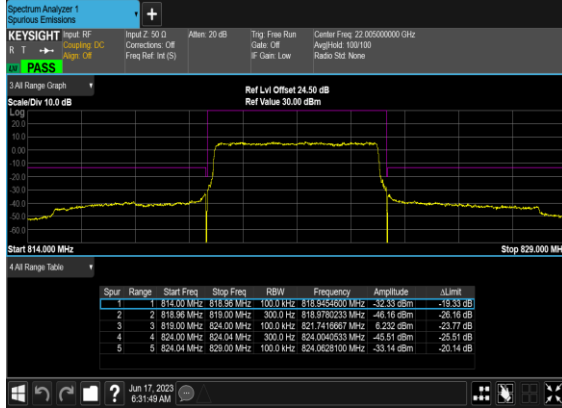 Spectrum Analyzer 1
Spurious Emissions
+
KEYSIGHT Input: RF Input Z: 50 Ω Atten: 20 dB Trig: Free Run Center Freq: 22.005000000 GHz
R T Coupling: DC Corrections: Off Gate: Off Avg|Hold: 100/100
Align: Off Freq Ref: Int (S) IF Gain: Low Radio Std: None
PASS
3 All Range Graph
Ref Lvl Offset 24.50 dB
Scale/Div 10.0 dB Ref Value 30.00 dBm
Log
20.0
10.0
0.00
-10.0
-20.0
-30.0
-40.0
-50.0
-60.0
Start 814.000 MHz Stop 829.000 MH
4 All Range Table
Spur Range Start Freq Stop Freq RBW Frequency Amplitude ΔLimit
1 1 814.00 MHz 818.96 MHz 100.0 kHz 818.9454600 MHz -32.33 dBm -19.33 dB
2 2 818.96 MHz 819.00 MHz 300.0 Hz 818.9780233 MHz -46.16 dBm -26.16 dB
3 3 819.00 MHz 824.00 MHz 100.0 kHz 821.7416667 MHz 6.232 dBm -23.77 dB
4 4 824.00 MHz 824.04 MHz 300.0 Hz 824.0040533 MHz -45.51 dBm -25.51 dB
5 5 824.04 MHz 829.00 MHz 100.0 kHz 824.0628100 MHz -33.14 dBm -20.14 dB
? Jun 17, 2023
6:31:49 AM